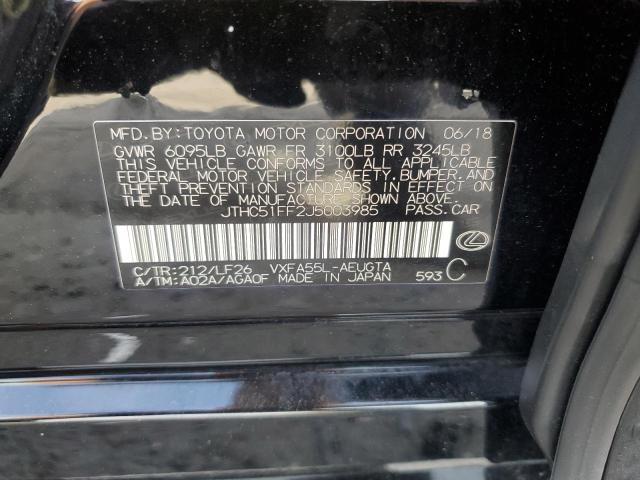 MFD.BY:TOYOTA MOTOR CORPORATION 06/18
GVWR 6095LB GAWR FR 3100LB RR 3245LB
THIS VEHICLE CONFORMS TO ALL APPLICABLE
FEDERAL MOTOR VEHICLE SAFETY,BUMPER,AND
THEFT PREVENTION STANDARDS IN EFFECT ON
THE DATE OF MANUFACTURE SHOWN ABOVE.
JTHC51FF2J5003985 PASS.CAR
C/TR:212/LF26 VXFA55L-AEUGTA
A/TM:A02A/AGA0F MADE IN JAPAN 593 C